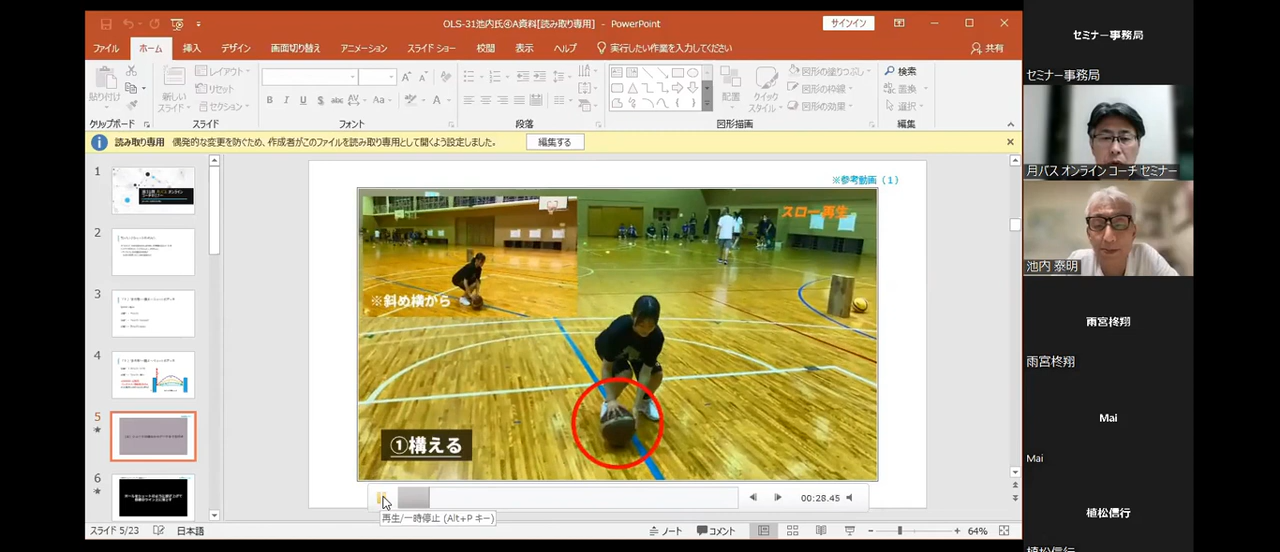 OLS-31池内氏④A資料[読み取り専用] - PowerPoint
サインイン
ファイル
ホーム
挿入
デザイン
画面切り替え
アニメーション
スライド ショー
校閲
表示
ヘルプ
実行したい作業を入力してください
共有
貼り付け
新しい
スライド
レイアウト
リセット
セクション
B I U S abc AV Aa A
配置
クイック
スタイル
図形の塗りつぶし
図形の枠線
図形の効果
検索
置換
選択
クリップボード
スライド
フォント
段落
図形描画
編集
読み取り専用 偶発的な変更を防ぐため、作成者がこのファイルを読み取り専用として開くよう設定しました。
編集する
1
2
3
4
5
6
※参考動画（1）
スロー再生
※斜め横から
①構える
00:28.45
再生/一時停止 (Alt+P キー)
スライド 5/23
日本語
ノート
コメント
64%
セミナー事務局
セミナー事務局
月バス オンライン コーチ セミナー
池内 泰明
雨宮柊翔
雨宮柊翔
Mai
Mai
植松信行
植松信行